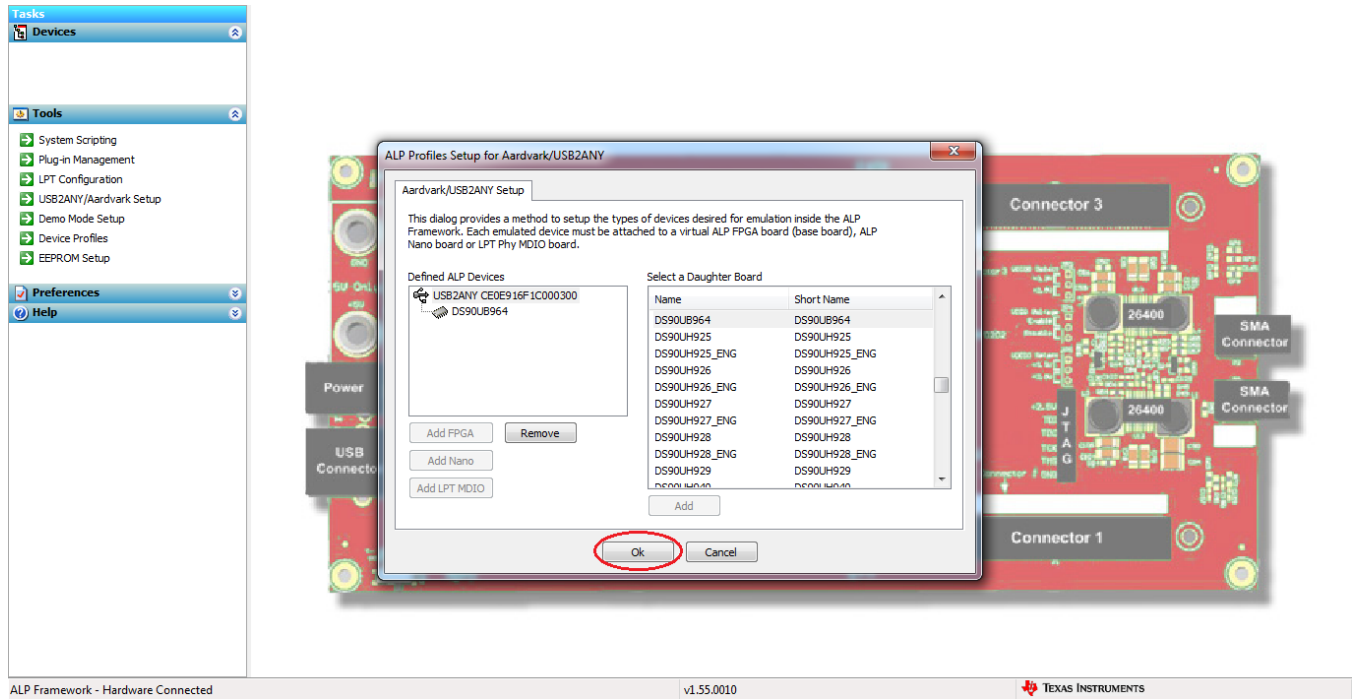 Tasks
Devices
Tools
System Scripting
Plug-in Management
LPT Configuration
USB2ANY/Aardvark Setup
Demo Mode Setup
Device Profiles
EEPROM Setup
Preferences
Help
ALP Profiles Setup for Aardvark/USB2ANY
Aardvark/USB2ANY Setup
This dialog provides a method to setup the types of devices desired for emulation inside the ALP
Framework. Each emulated device must be attached to a virtual ALP FPGA board (base board), ALP
Nano board or LPT Phy MDIO board.
Defined ALP Devices
USB2ANY CE0E916F1C000300
DS90UB964
Add FPGA
Remove
Add Nano
Add LPT MDIO
Select a Daughter Board
Name Short Name
DS90UB964 DS90UB964
DS90UH925 DS90UH925
DS90UH925_ENG DS90UH925_ENG
DS90UH926 DS90UH926
DS90UH926_ENG DS90UH926_ENG
DS90UH927 DS90UH927
DS90UH927_ENG DS90UH927_ENG
DS90UH928 DS90UH928
DS90UH928_ENG DS90UH928_ENG
DS90UH929 DS90UH929
DS90UH940 DS90UH940
Add
Ok
Cancel
Power
USB
Connecto
Connector 3
26400
SMA
Connector
SMA
Connector
26400
J
T
A
G
Connector 1
ALP Framework - Hardware Connected
v1.55.0010
TEXAS INSTRUMENTS